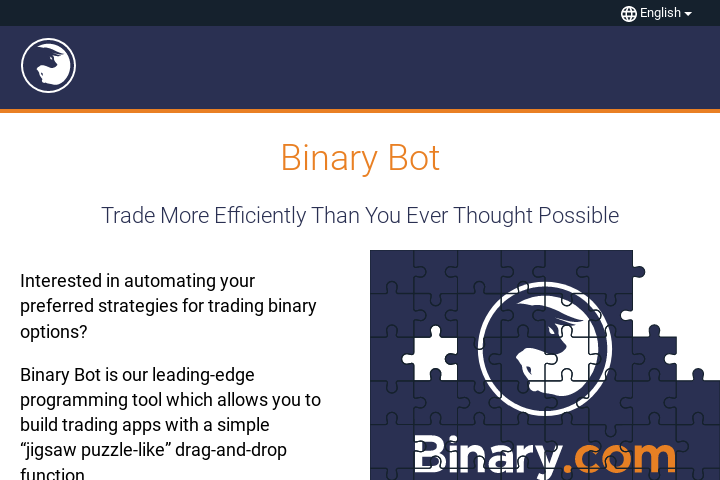 English
Binary Bot
Trade More Efficiently Than You Ever Thought Possible
Interested in automating your
preferred strategies for trading binary
options?
Binary Bot is our leading-edge
programming tool which allows you to
build trading apps with a simple
“jigsaw puzzle-like” drag-and-drop
function
Binary.com